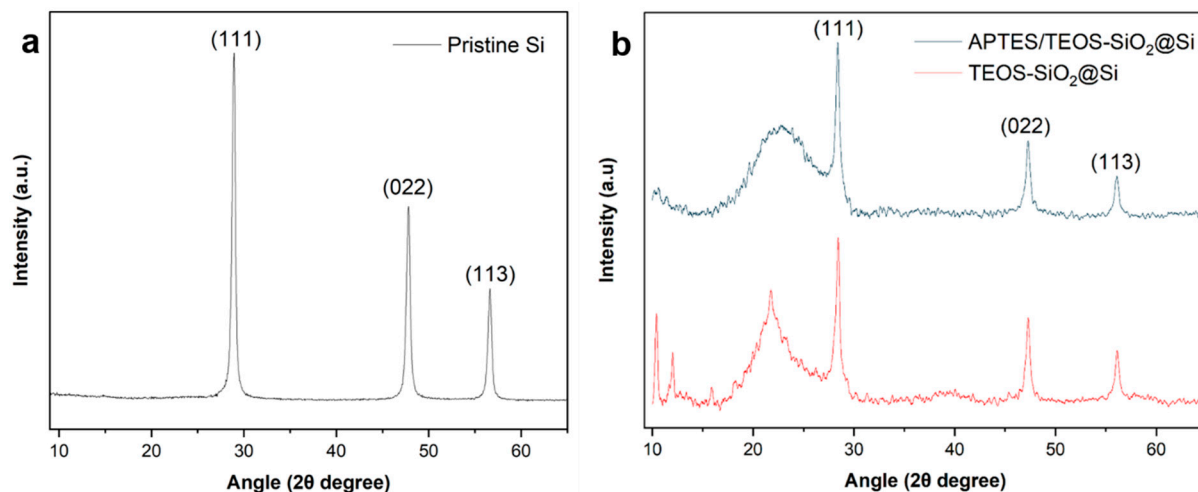 a
(111)
Pristine Si
(022)
(113)
Intensity (a.u.)
10
20
30
40
50
60
Angle (2θ degree)
b
(111)
APTES/TEOS-SiO₂@Si
TEOS-SiO₂@Si
(022)
(113)
Intensity (a.u)
10
20
30
40
50
60
Angle (2θ degree)